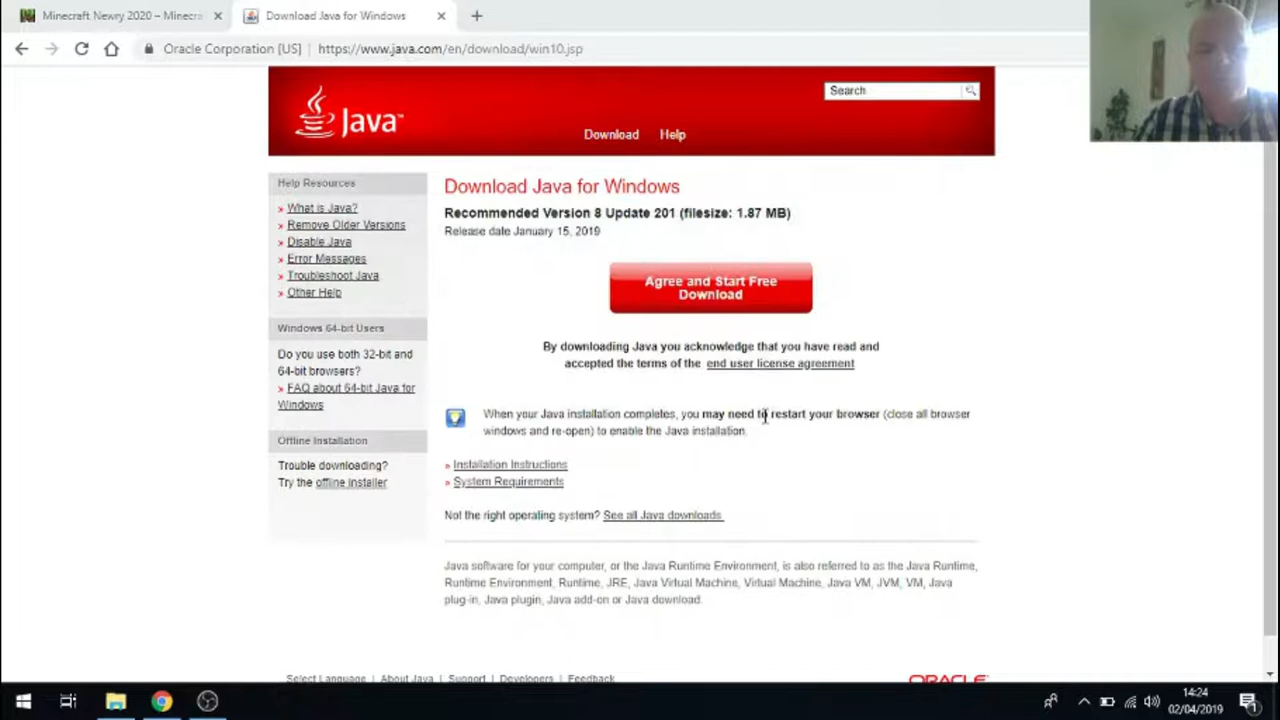 Minecraft Newry 2020 – Minecra
Download Java for Windows
Oracle Corporation [US]
https://www.java.com/en/download/win10.jsp
Java™
Search
Download
Help
Help Resources
» What is Java?
» Remove Older Versions
» Disable Java
» Error Messages
» Troubleshoot Java
» Other Help
Windows 64-bit Users
Do you use both 32-bit and
64-bit browsers?
» FAQ about 64-bit Java for
Windows
Offline Installation
Trouble downloading?
Try the offline installer
Download Java for Windows
Recommended Version 8 Update 201 (filesize: 1.87 MB)
Release date January 15, 2019
Agree and Start Free
Download
By downloading Java you acknowledge that you have read and
accepted the terms of the end user license agreement
When your Java installation completes, you may need to restart your browser (close all browser
windows and re-open) to enable the Java installation.
» Installation Instructions
» System Requirements
Not the right operating system? See all Java downloads.
Java software for your computer, or the Java Runtime Environment, is also referred to as the Java Runtime,
Runtime Environment, Runtime, JRE, Java Virtual Machine, Virtual Machine, Java VM, JVM, VM, Java
plug-in, Java plugin, Java add-on or Java download.
Select Language | About Java | Support | Developers | Feedback
ORACLE
14:24
02/04/2019
1